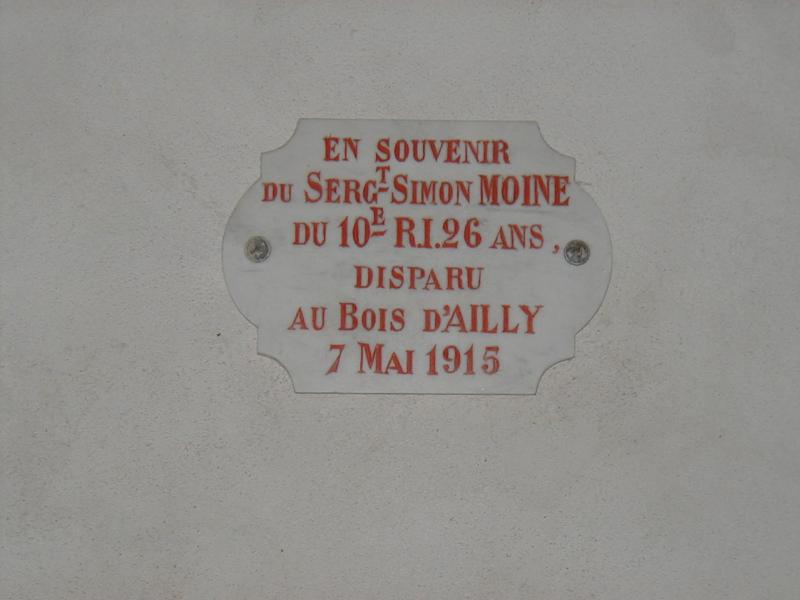 EN SOUVENIR
DU SERGT SIMON MOINE
DU 10E R.I. 26 ANS,
DISPARU
AU BOIS D'AILLY
7 MAI 1915